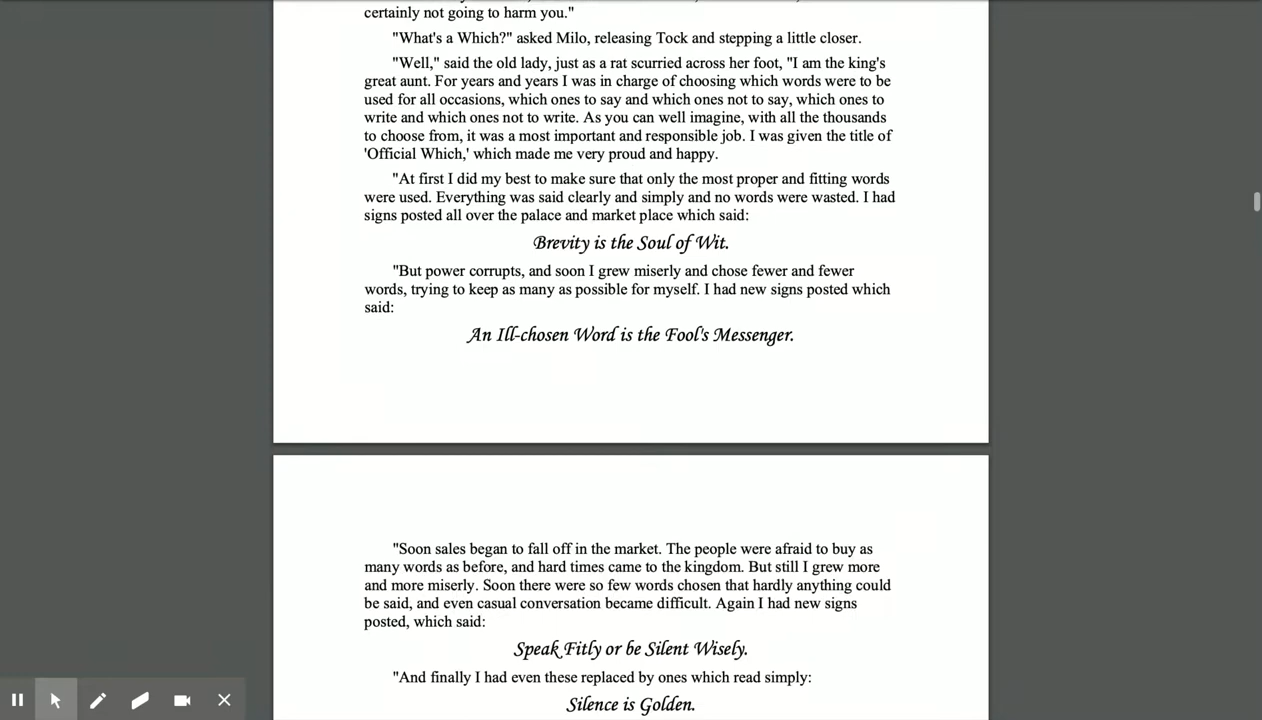 certainly not going to harm you."
"What's a Which?" asked Milo, releasing Tock and stepping a little closer.
"Well," said the old lady, just as a rat scurried across her foot, "I am the king's
great aunt. For years and years I was in charge of choosing which words were to be
used for all occasions, which ones to say and which ones not to say, which ones to
write and which ones not to write. As you can well imagine, with all the thousands
to choose from, it was a most important and responsible job. I was given the title of
'Official Which,' which made me very proud and happy.
"At first I did my best to make sure that only the most proper and fitting words
were used. Everything was said clearly and simply and no words were wasted. I had
signs posted all over the palace and market place which said:
Brevity is the Soul of Wit.
"But power corrupts, and soon I grew miserly and chose fewer and fewer
words, trying to keep as many as possible for myself. I had new signs posted which
said:
An Ill-chosen Word is the Fool's Messenger.
"Soon sales began to fall off in the market. The people were afraid to buy as
many words as before, and hard times came to the kingdom. But still I grew more
and more miserly. Soon there were so few words chosen that hardly anything could
be said, and even casual conversation became difficult. Again I had new signs
posted, which said:
Speak Fitly or be Silent Wisely.
"And finally I had even these replaced by ones which read simply:
Silence is Golden.